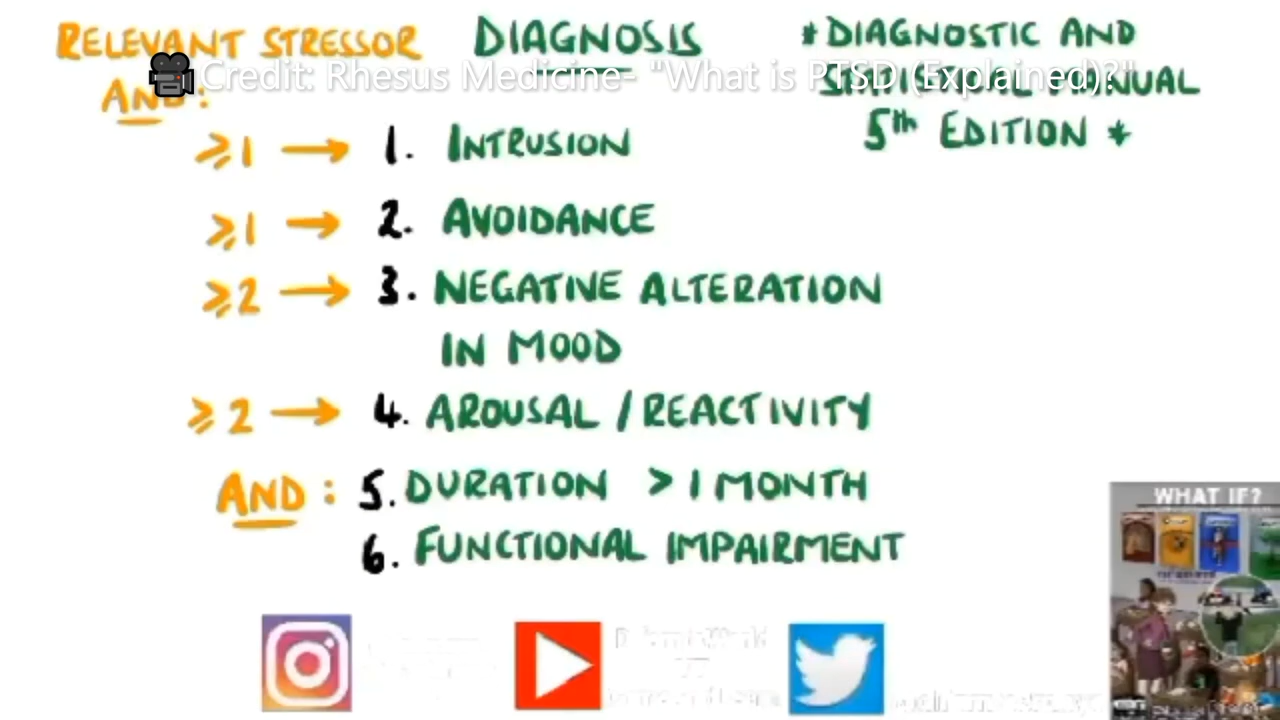 RELEVANT STRESSOR
AND:
DIAGNOSIS
*DIAGNOSTIC AND
STATISTICAL MANUAL
5th EDITION *
Credit: Rhesus Medicine- "What is PTSD (Explained)?"
≥1 → 1. INTRUSION
≥1 → 2. AVOIDANCE
≥2 → 3. NEGATIVE ALTERATION
IN MOOD
≥2 → 4. AROUSAL / REACTIVITY
AND: 5. DURATION > 1 MONTH
6. FUNCTIONAL IMPAIRMENT
WHAT IF?